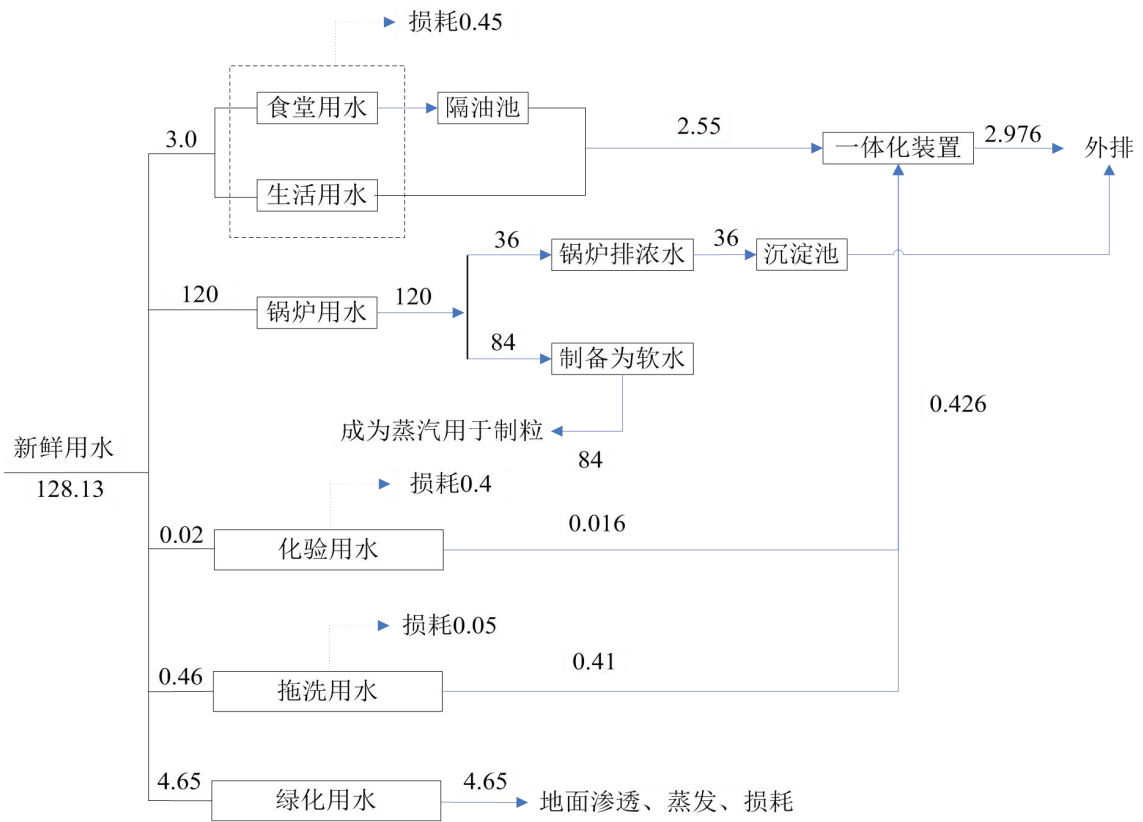 损耗0.45
食堂用水
隔油池
3.0
2.55
一体化装置
2.976
外排
生活用水
36
锅炉排浓水
36
沉淀池
120
锅炉用水
120
84
制备为软水
0.426
成为蒸汽用于制粒
84
新鲜用水
128.13
损耗0.4
0.02
化验用水
0.016
损耗0.05
0.46
拖洗用水
0.41
4.65
绿化用水
4.65
地面渗透、蒸发、损耗